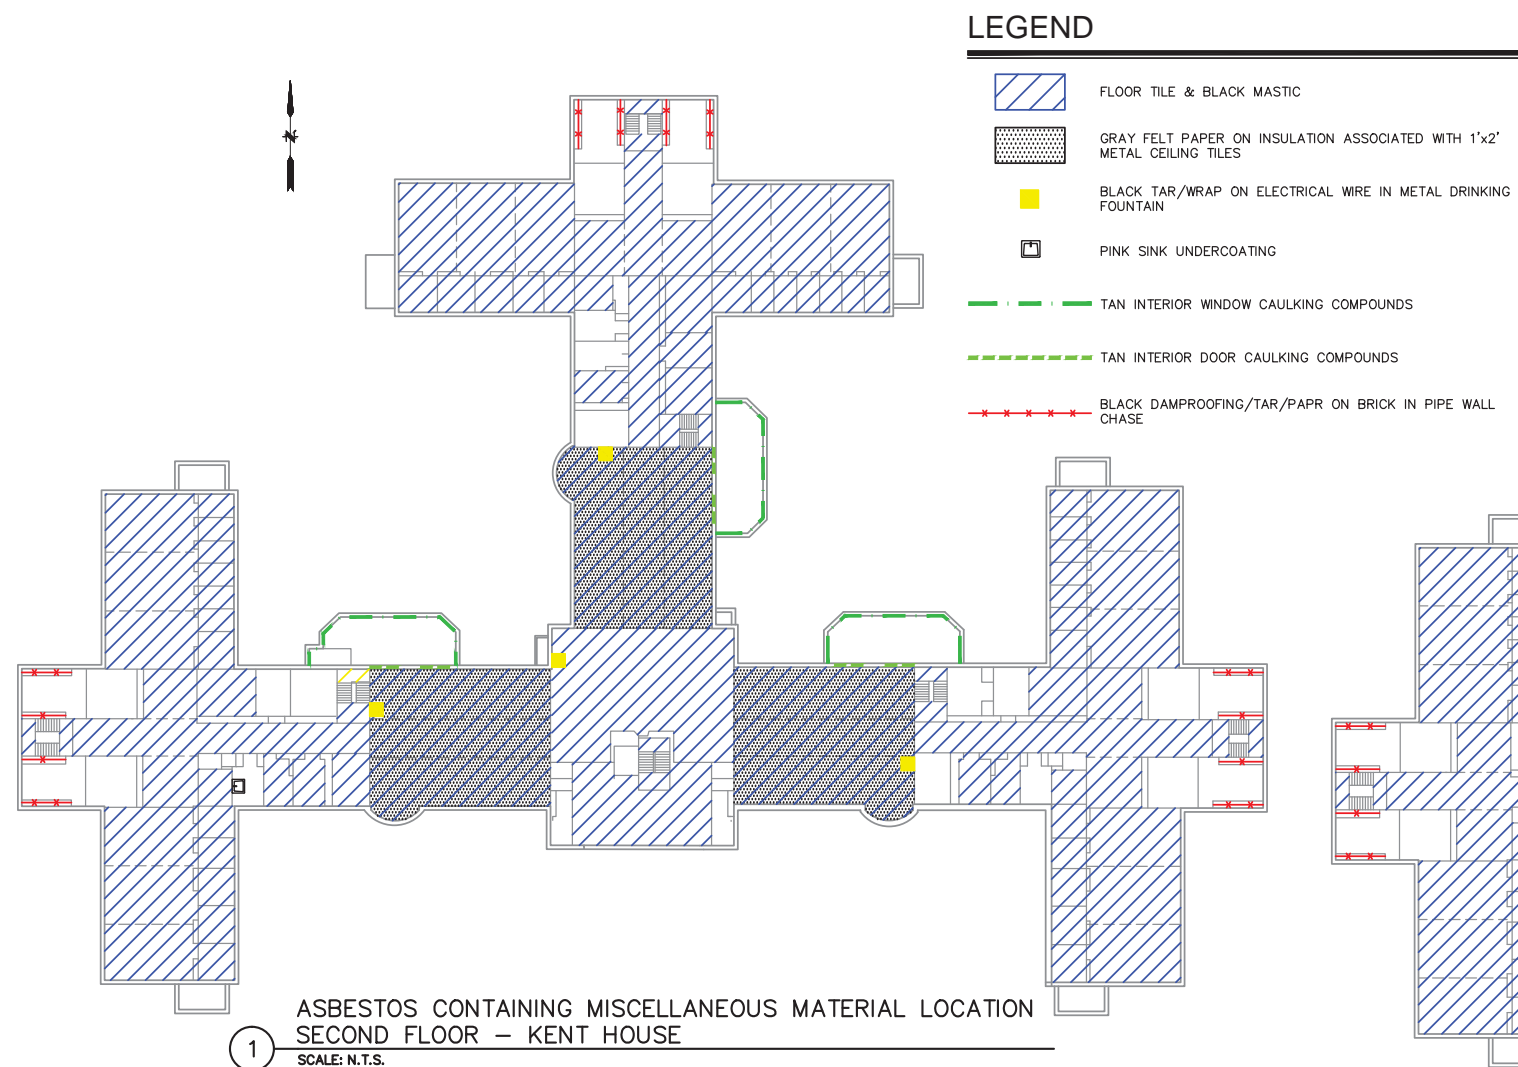 LEGEND
FLOOR TILE & BLACK MASTIC
GRAY FELT PAPER ON INSULATION ASSOCIATED WITH 1'x2'
METAL CEILING TILES
BLACK TAR/WRAP ON ELECTRICAL WIRE IN METAL DRINKING
FOUNTAIN
PINK SINK UNDERCOATING
TAN INTERIOR WINDOW CAULKING COMPOUNDS
TAN INTERIOR DOOR CAULKING COMPOUNDS
BLACK DAMPROOFING/TAR/PAPR ON BRICK IN PIPE WALL
CHASE
N
ASBESTOS CONTAINING MISCELLANEOUS MATERIAL LOCATION
SECOND FLOOR – KENT HOUSE
1
SCALE: N.T.S.